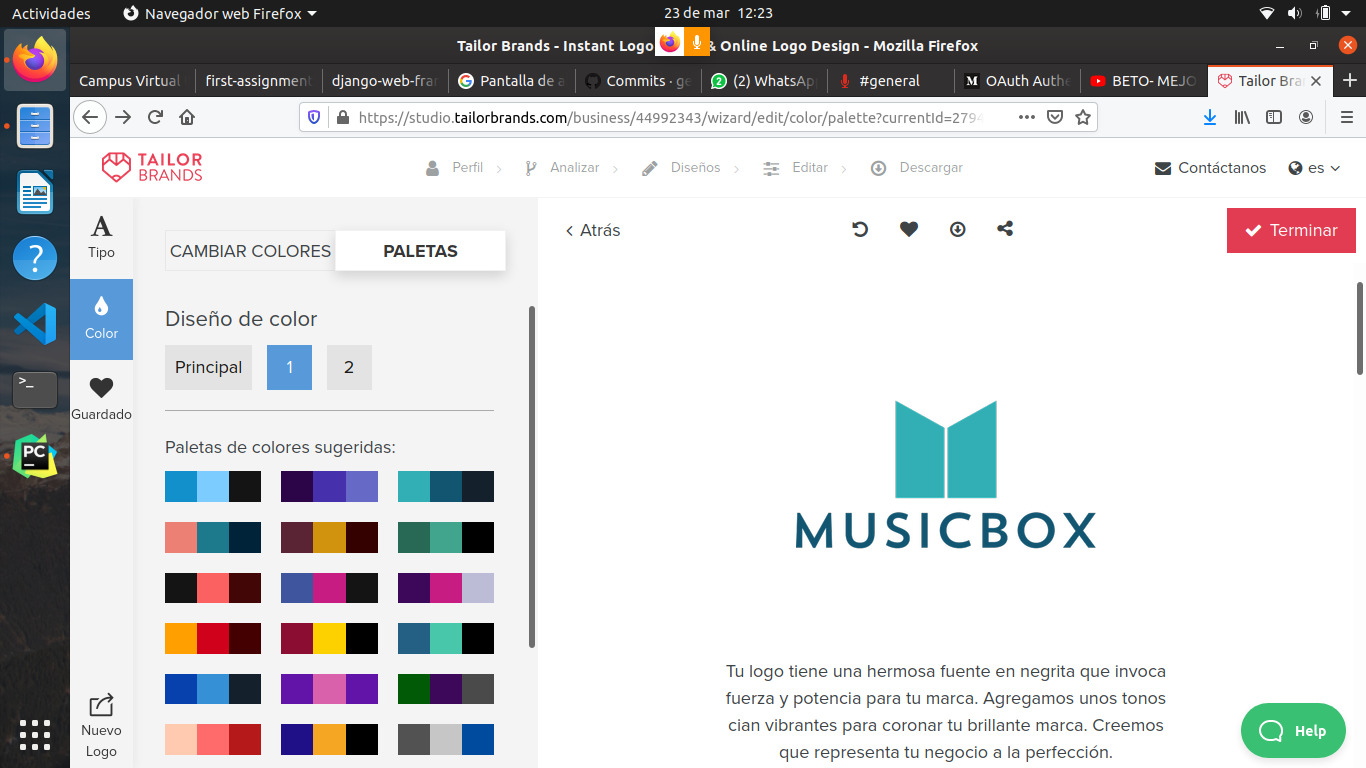 Actividades
Navegador web Firefox
23 de mar 12:23
Tailor Brands - Instant Logo & Online Logo Design - Mozilla Firefox
Campus Virtual
first-assignment
django-web-fra
Pantalla de a
Commits · ge
(2) WhatsAp
#general
OAuth Authe
BETO- MEJO
Tailor Bran
https://studio.tailorbrands.com/business/44992343/wizard/edit/color/palette?currentId=2794
TAILOR
BRANDS
Perfil
Analizar
Diseños
Editar
Descargar
Contáctanos
es
Tipo
Color
Guardado
Nuevo
Logo
CAMBIAR COLORES
PALETAS
Diseño de color
Principal
1
2
Paletas de colores sugeridas:
Atrás
Terminar
MUSICBOX
Tu logo tiene una hermosa fuente en negrita que invoca
fuerza y potencia para tu marca. Agregamos unos tonos
cian vibrantes para coronar tu brillante marca. Creemos
que representa tu negocio a la perfección.
Help